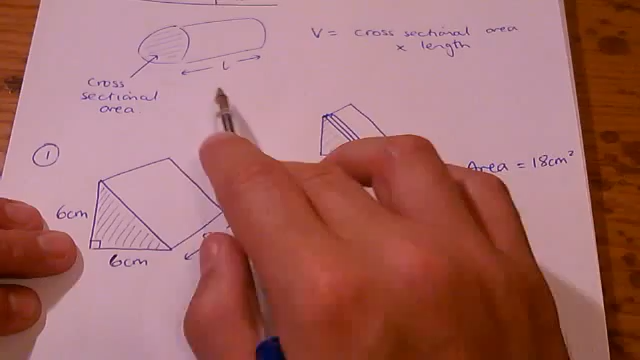 V = cross sectional area
x length
L
cross
sectional
area.
1
6cm
6cm
Area = 18cm²